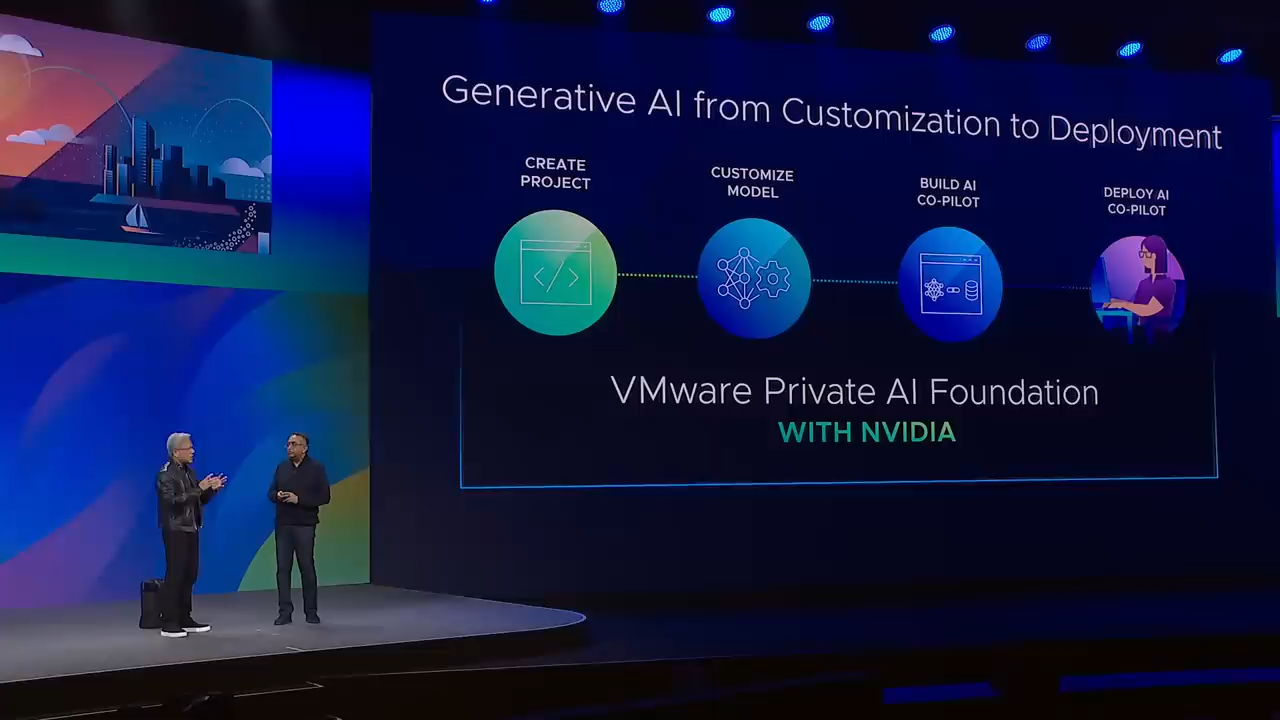 Generative AI from Customization to Deployment
CREATE
PROJECT
CUSTOMIZE
MODEL
BUILD AI
CO-PILOT
DEPLOY AI
CO-PILOT
VMware Private AI Foundation
WITH NVIDIA